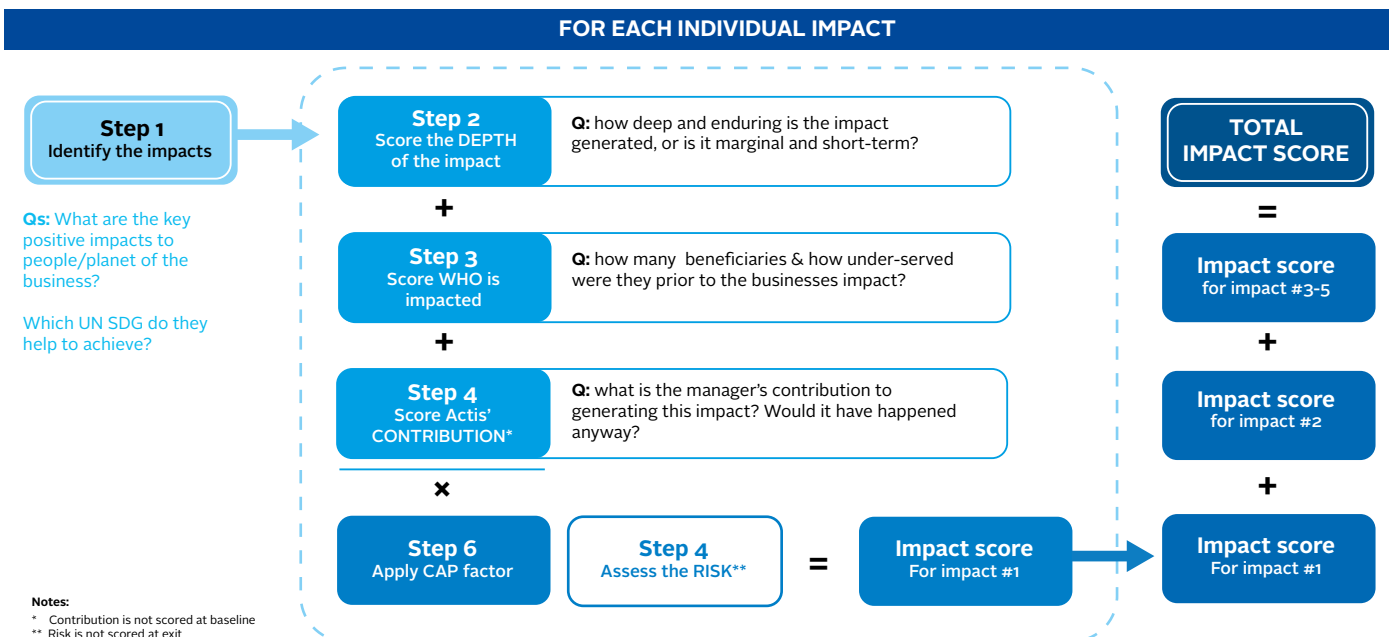 FOR EACH INDIVIDUAL IMPACT
Step 1
Identify the impacts
Qs: What are the key
positive impacts to
people/planet of the
business?
Which UN SDG do they
help to achieve?
Step 2
Score the DEPTH
of the impact
Q: how deep and enduring is the impact
generated, or is it marginal and short-term?
+
Step 3
Score WHO is
impacted
Q: how many beneficiaries & how under-served
were they prior to the businesses impact?
+
Step 4
Score Actis'
CONTRIBUTION*
Q: what is the manager's contribution to
generating this impact? Would it have happened
anyway?
×
Step 6
Apply CAP factor
Step 4
Assess the RISK**
=
Impact score
For impact #1
TOTAL
IMPACT SCORE
=
Impact score
for impact #3-5
+
Impact score
for impact #2
+
Impact score
For impact #1
Notes:
* Contribution is not scored at baseline
** Risk is not scored at exit